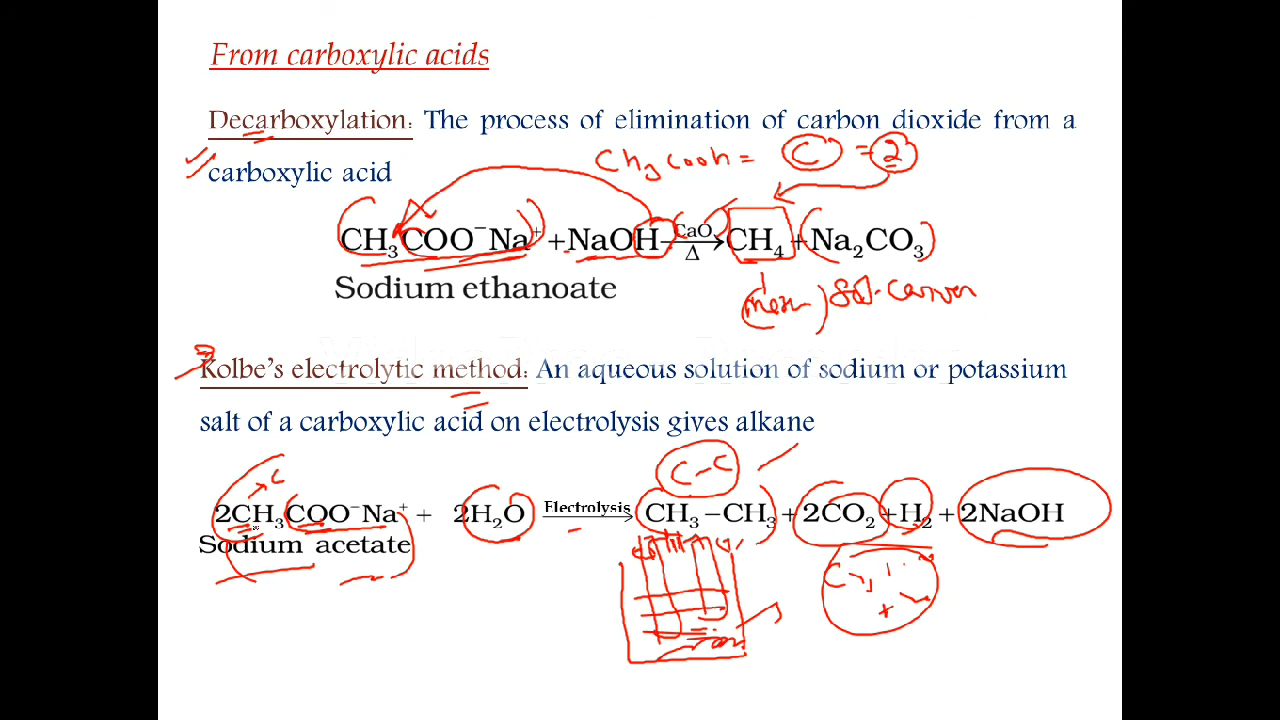 From carboxylic acids
Decarboxylation: The process of elimination of carbon dioxide from a
carboxylic acid
CH₃COOH = C = 2
CH₃COO⁻Na⁺ + NaOH CaO → Δ CH₄ + Na₂CO₃
Sodium ethanoate
Kolbe's electrolytic method: An aqueous solution of sodium or potassium
salt of a carboxylic acid on electrolysis gives alkane
C
C-C
2CH₃COO⁻Na⁺ + 2H₂O Electrolysis → CH₃ −CH₃ + 2CO₂ + H₂ + 2NaOH
Sodium acetate